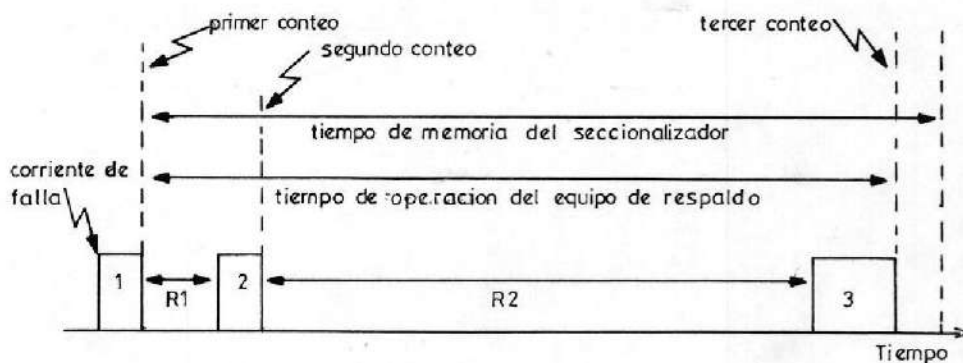 primer conteo
segundo conteo
tercer conteo
tiempo de memoria del seccionalizador
corriente de
falla
tiempo de operacion del equipo de respaldo
1
R1
2
R2
3
Tiempo